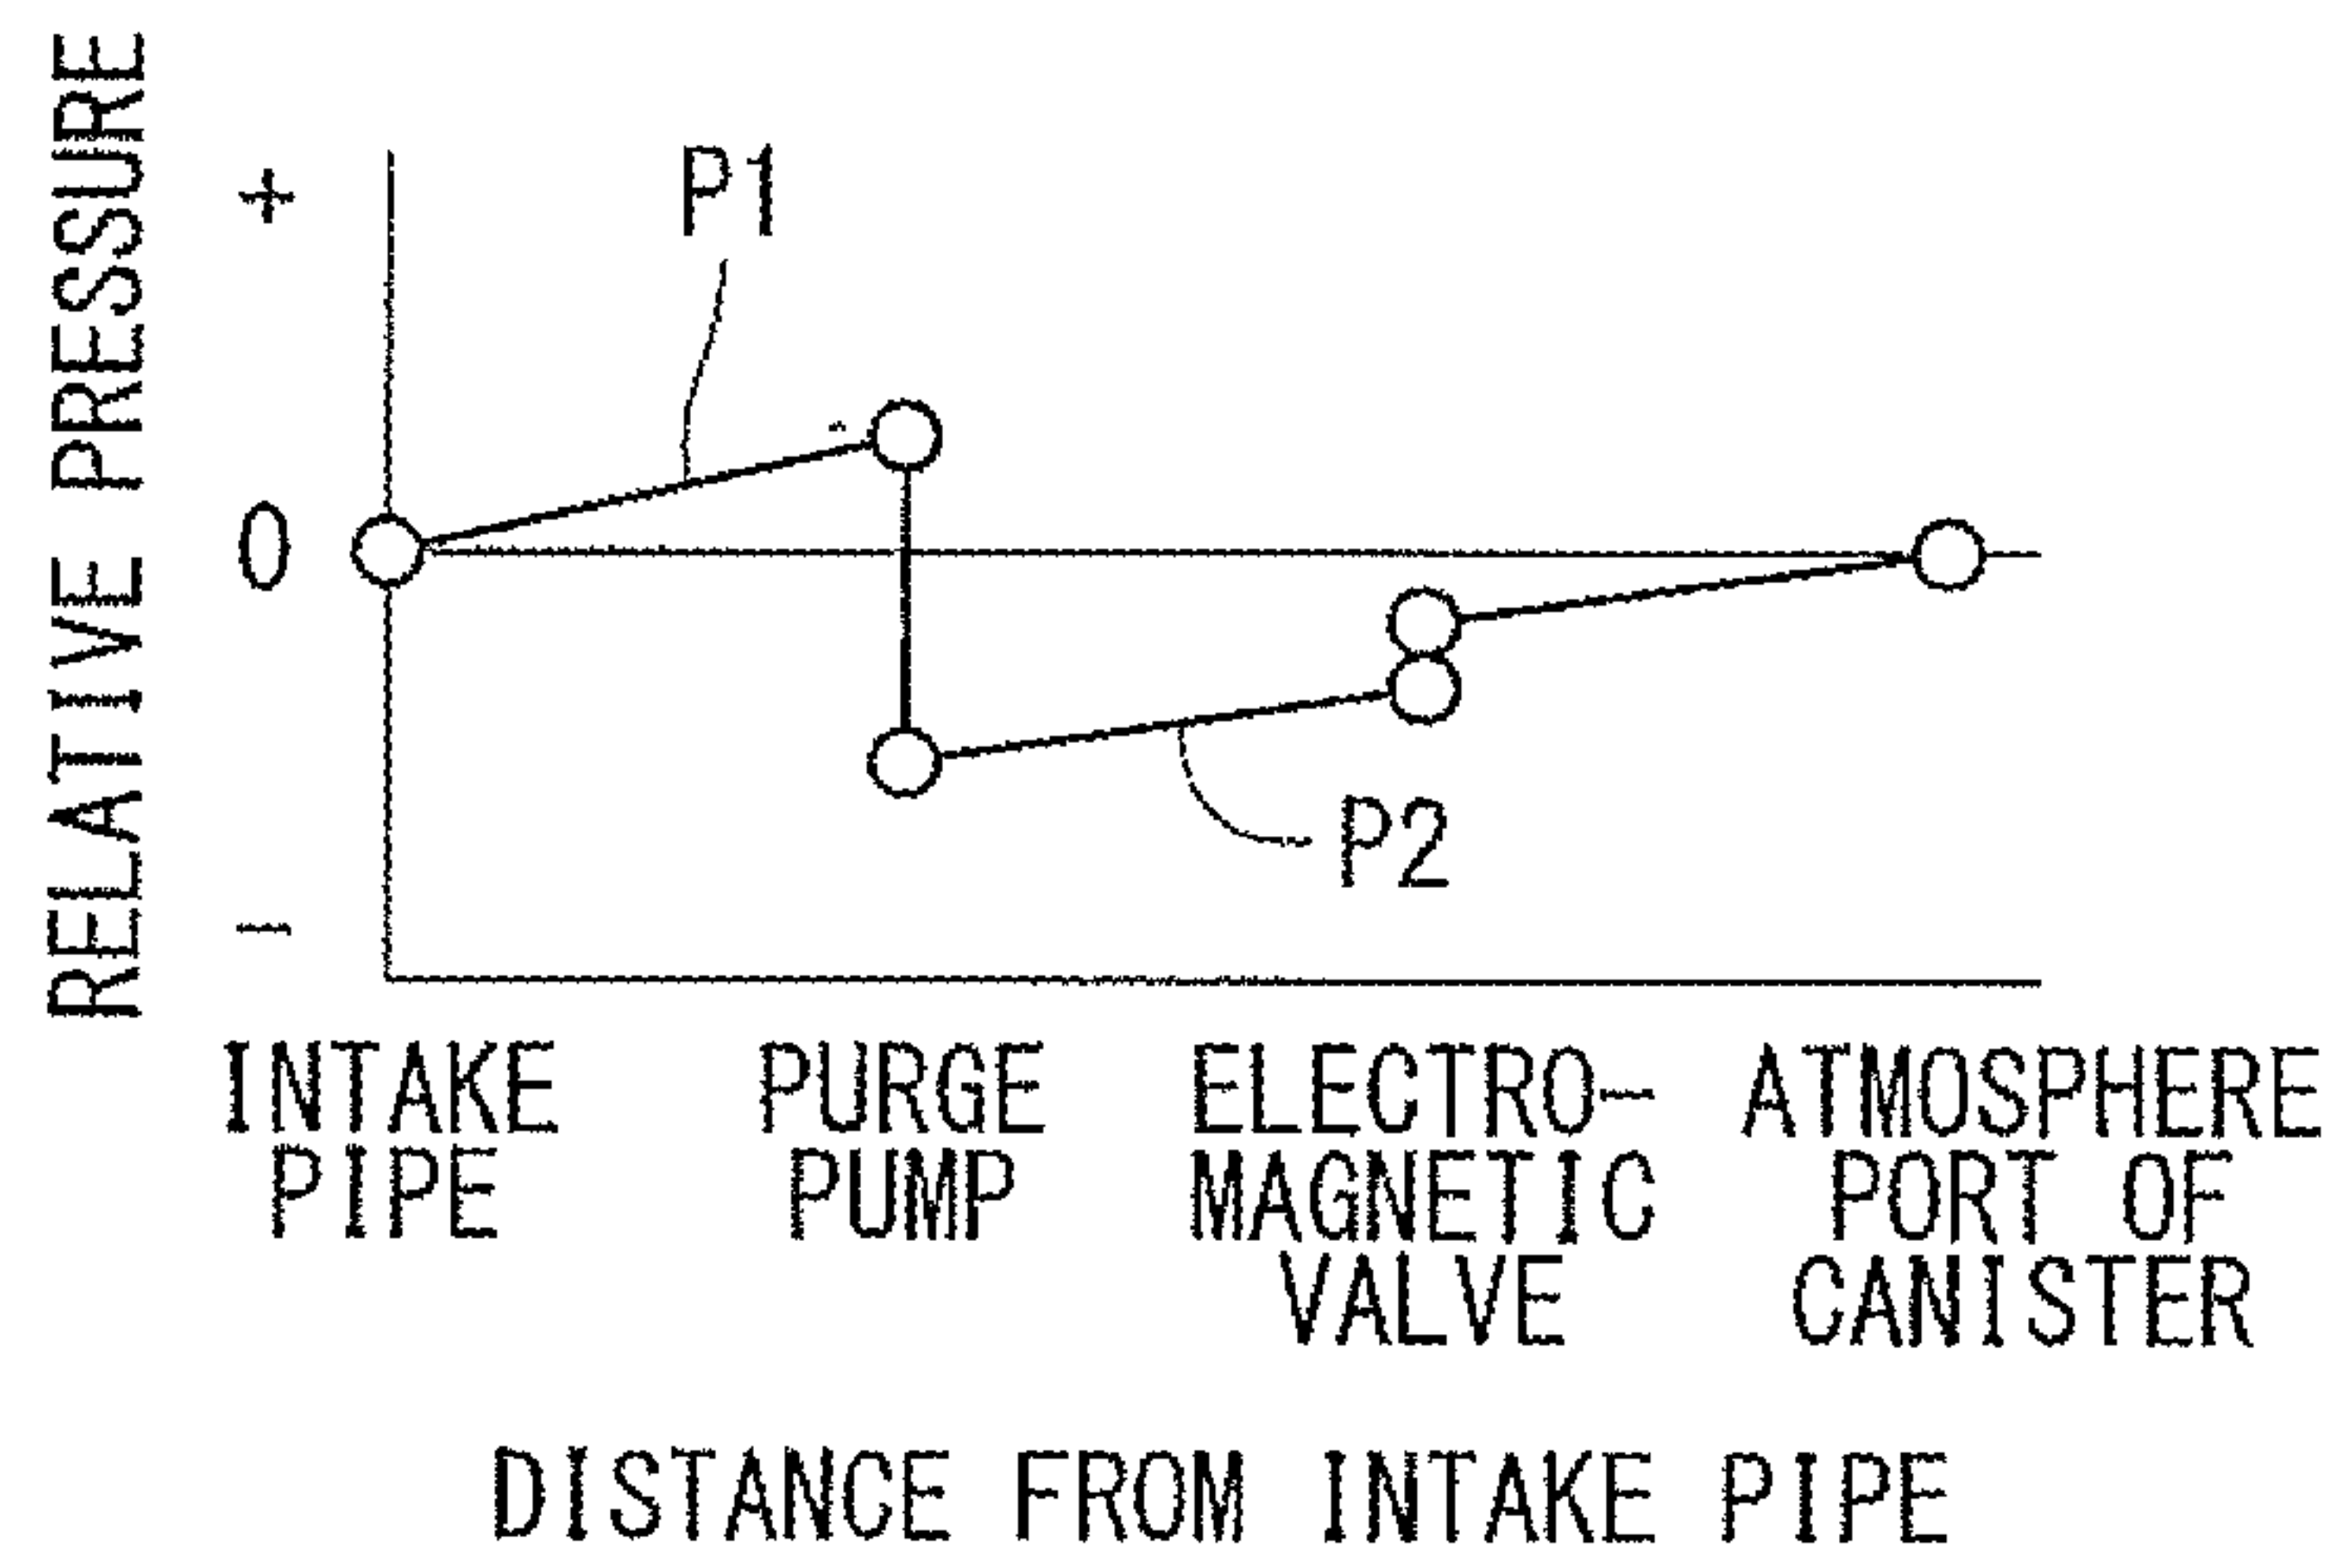 RELATIVE PRESSURE
+
0
−
P1
P2
INTAKE
PIPE
PURGE
PUMP
ELECTRO-
MAGNETIC
VALVE
ATMOSPHERE
PORT OF
CANISTER
DISTANCE FROM INTAKE PIPE